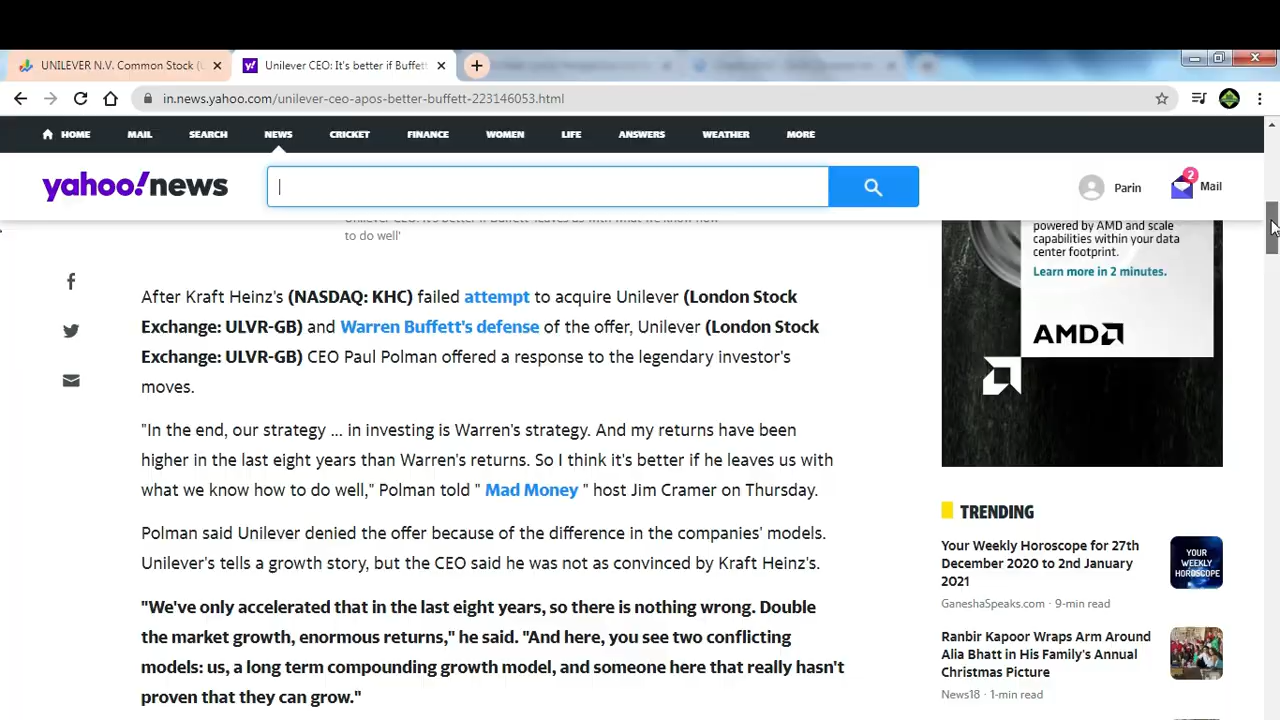 UNILEVER N.V. Common Stock (
Unilever CEO: It's better if Buffet
in.news.yahoo.com/unilever-ceo-apos-better-buffett-223146053.html
HOME MAIL SEARCH NEWS CRICKET FINANCE WOMEN LIFE ANSWERS WEATHER MORE
yahoo!news
Parin
2
Mail
Unilever CEO: It's better if Buffett 'leaves us with what we know how
to do well'
After Kraft Heinz's (NASDAQ: KHC) failed attempt to acquire Unilever (London Stock
Exchange: ULVR-GB) and Warren Buffett's defense of the offer, Unilever (London Stock
Exchange: ULVR-GB) CEO Paul Polman offered a response to the legendary investor's
moves.
"In the end, our strategy ... in investing is Warren's strategy. And my returns have been
higher in the last eight years than Warren's returns. So I think it's better if he leaves us with
what we know how to do well," Polman told " Mad Money " host Jim Cramer on Thursday.
Polman said Unilever denied the offer because of the difference in the companies' models.
Unilever's tells a growth story, but the CEO said he was not as convinced by Kraft Heinz's.
"We've only accelerated that in the last eight years, so there is nothing wrong. Double
the market growth, enormous returns," he said. "And here, you see two conflicting
models: us, a long term compounding growth model, and someone here that really hasn't
proven that they can grow."
powered by AMD and scale
capabilities within your data
center footprint.
Learn more in 2 minutes.
AMD
TRENDING
Your Weekly Horoscope for 27th
December 2020 to 2nd January
2021
GaneshaSpeaks.com · 9-min read
YOUR
WEEKLY
HOROSCOPE
Ranbir Kapoor Wraps Arm Around
Alia Bhatt in His Family's Annual
Christmas Picture
News18 · 1-min read